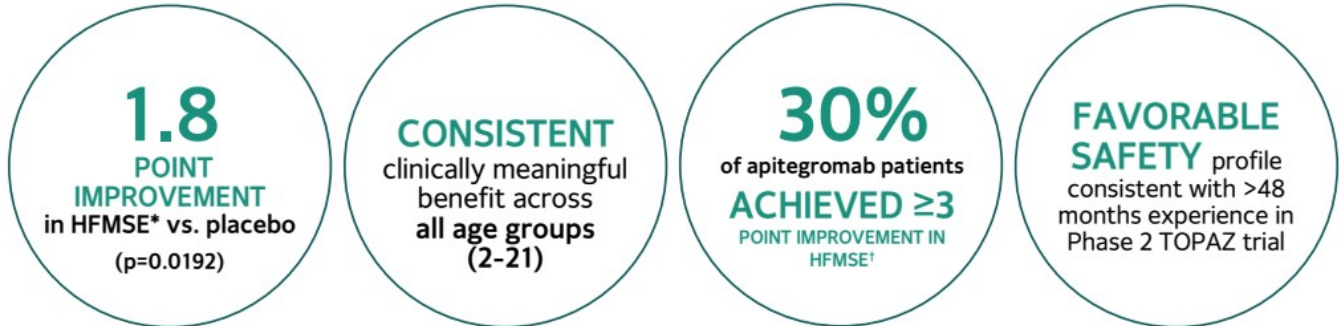 1.8
POINT
IMPROVEMENT
in HFMSE* vs. placebo
(p=0.0192)
CONSISTENT
clinically meaningful
benefit across
all age groups
(2-21)
30%
of apitegromab patients
ACHIEVED ≥3
POINT IMPROVEMENT IN
HFMSE†
FAVORABLE
SAFETY profile
consistent with >48
months experience in
Phase 2 TOPAZ trial